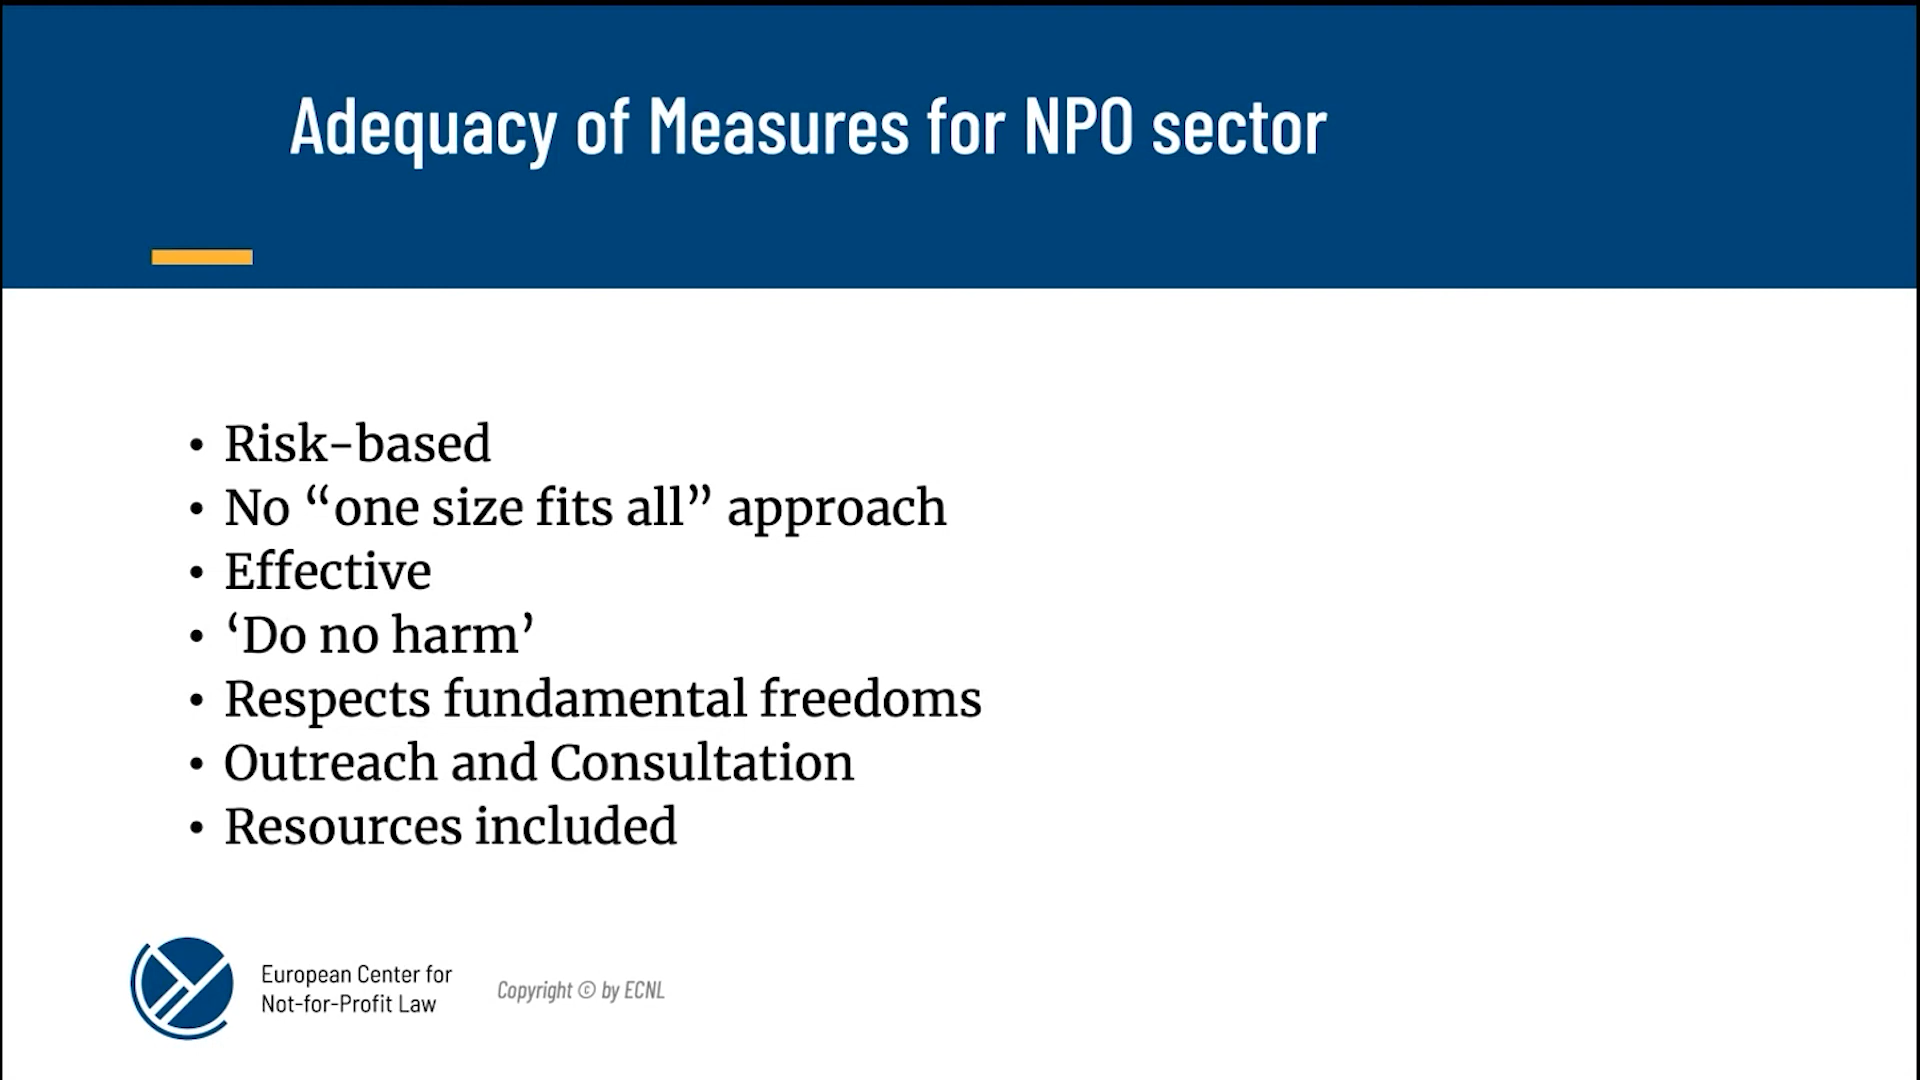 Adequacy of Measures for NPO sector
• Risk-based
• No “one size fits all” approach
• Effective
• ‘Do no harm’
• Respects fundamental freedoms
• Outreach and Consultation
• Resources included
European Center for
Not-for-Profit Law
Copyright © by ECNL